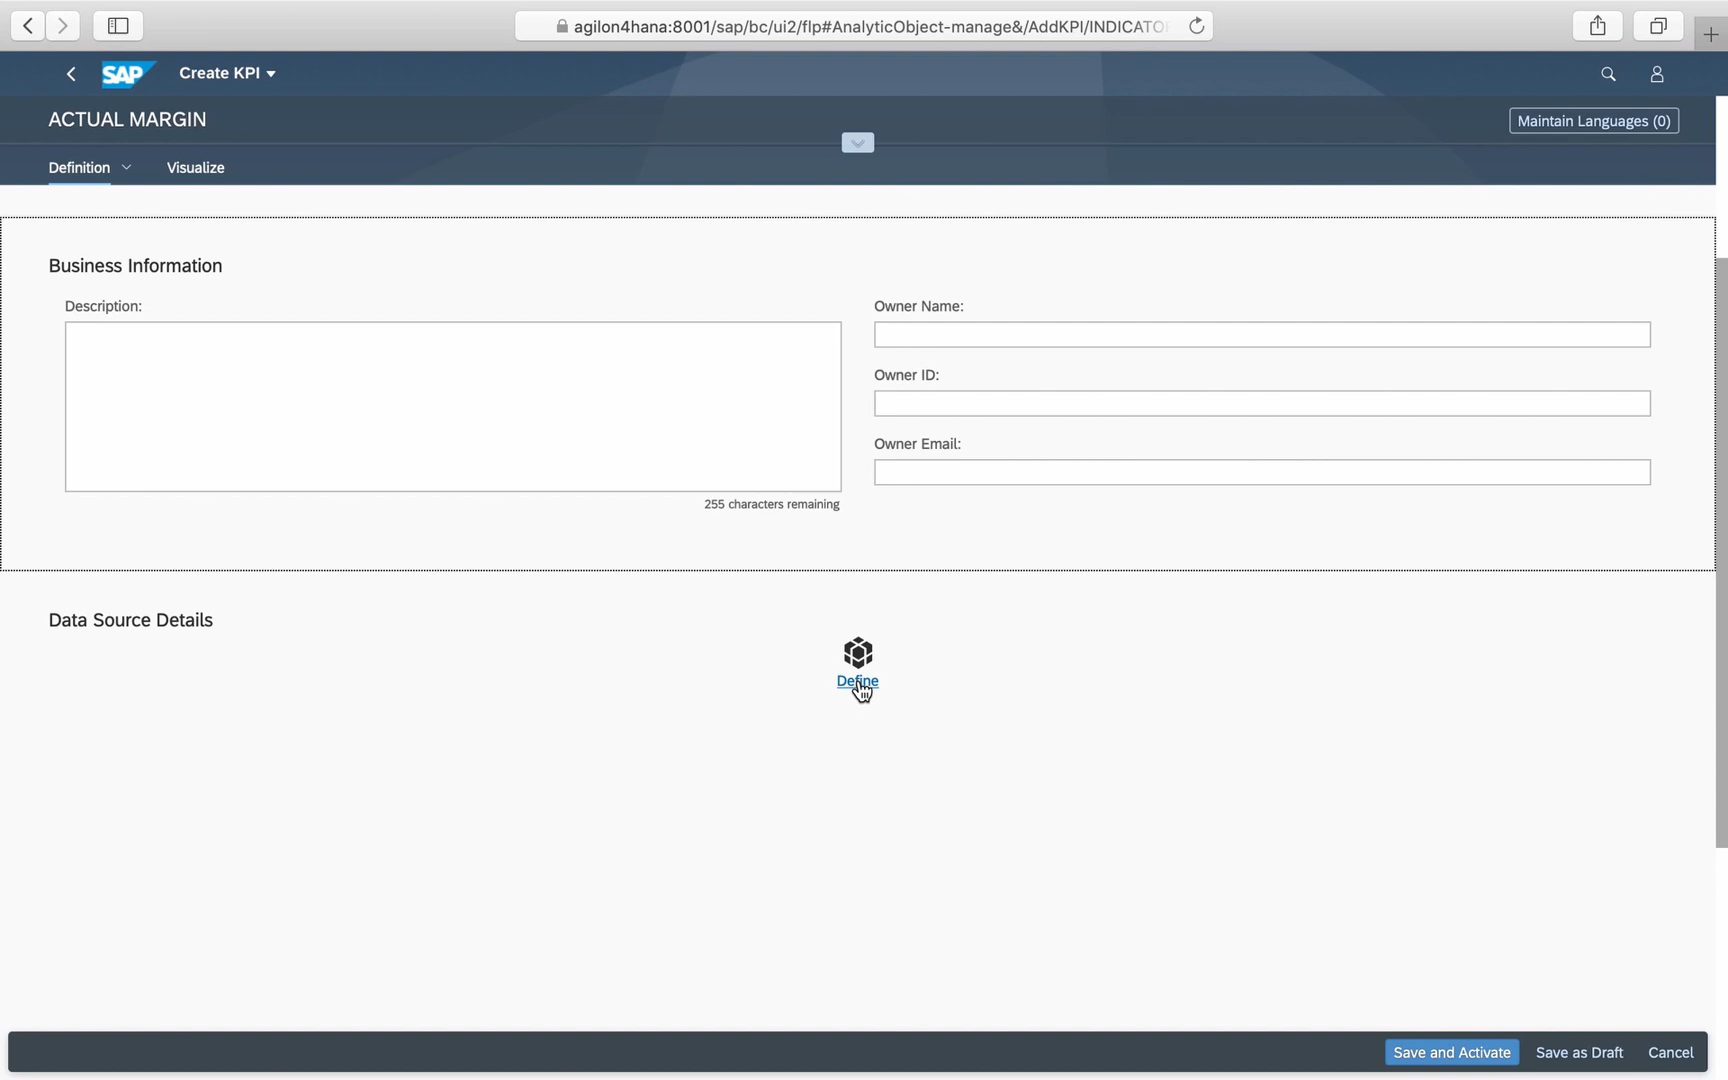 agilon4hana:8001/sap/bc/ui2/flp#AnalyticObject-manage&/AddKPI/INDICATO
SAP Create KPI
ACTUAL MARGIN
Maintain Languages (0)
Definition Visualize
Business Information
Description:
Owner Name:
Owner ID:
Owner Email:
255 characters remaining
Data Source Details
Define
Save and Activate Save as Draft Cancel